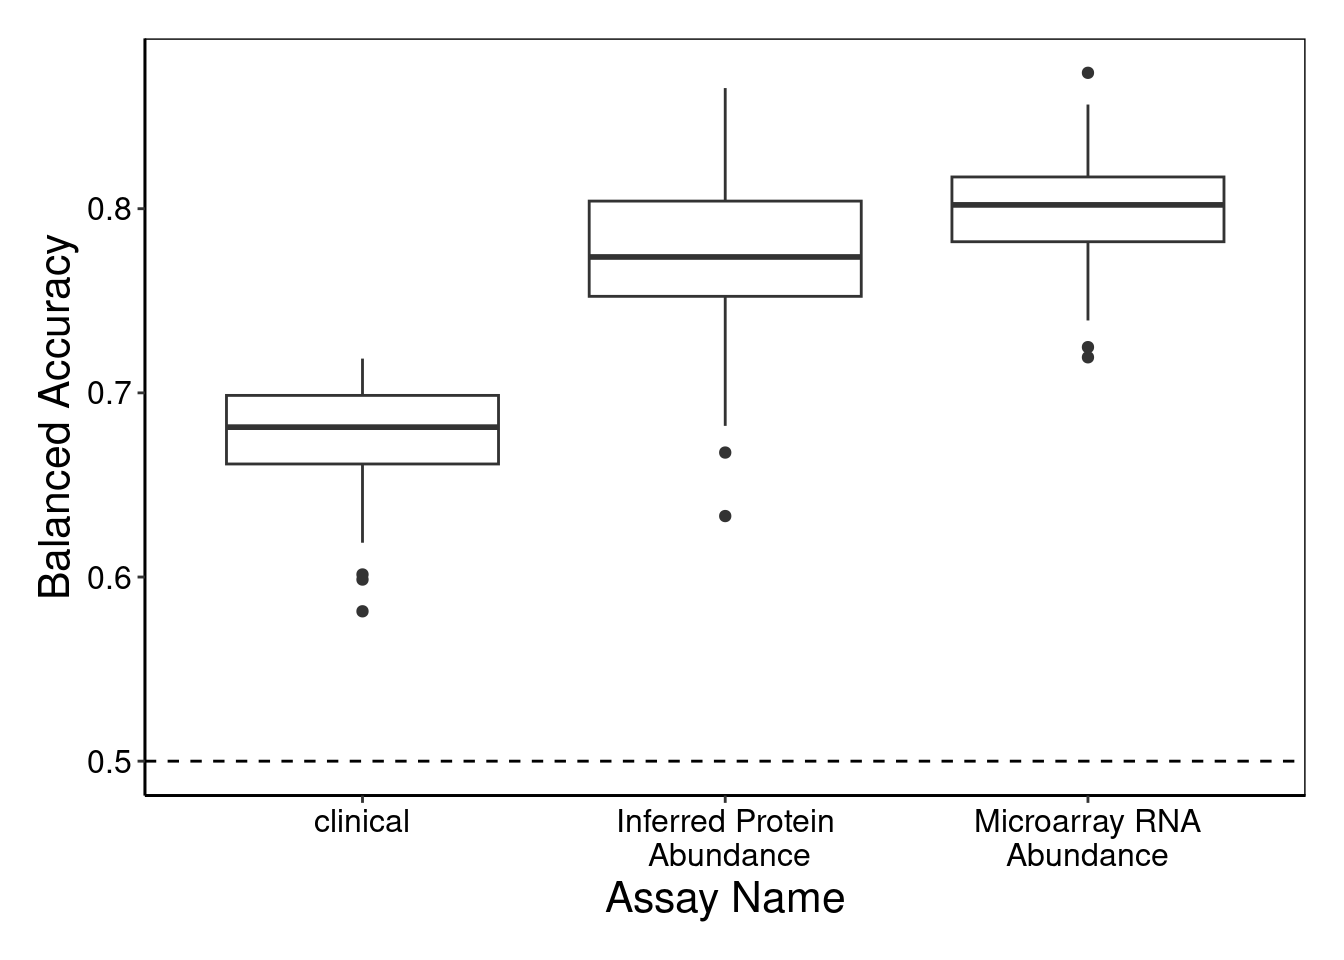 Balanced Accuracy
0.8
0.7
0.6
0.5
clinical
Inferred Protein
Abundance
Microarray RNA
Abundance
Assay Name